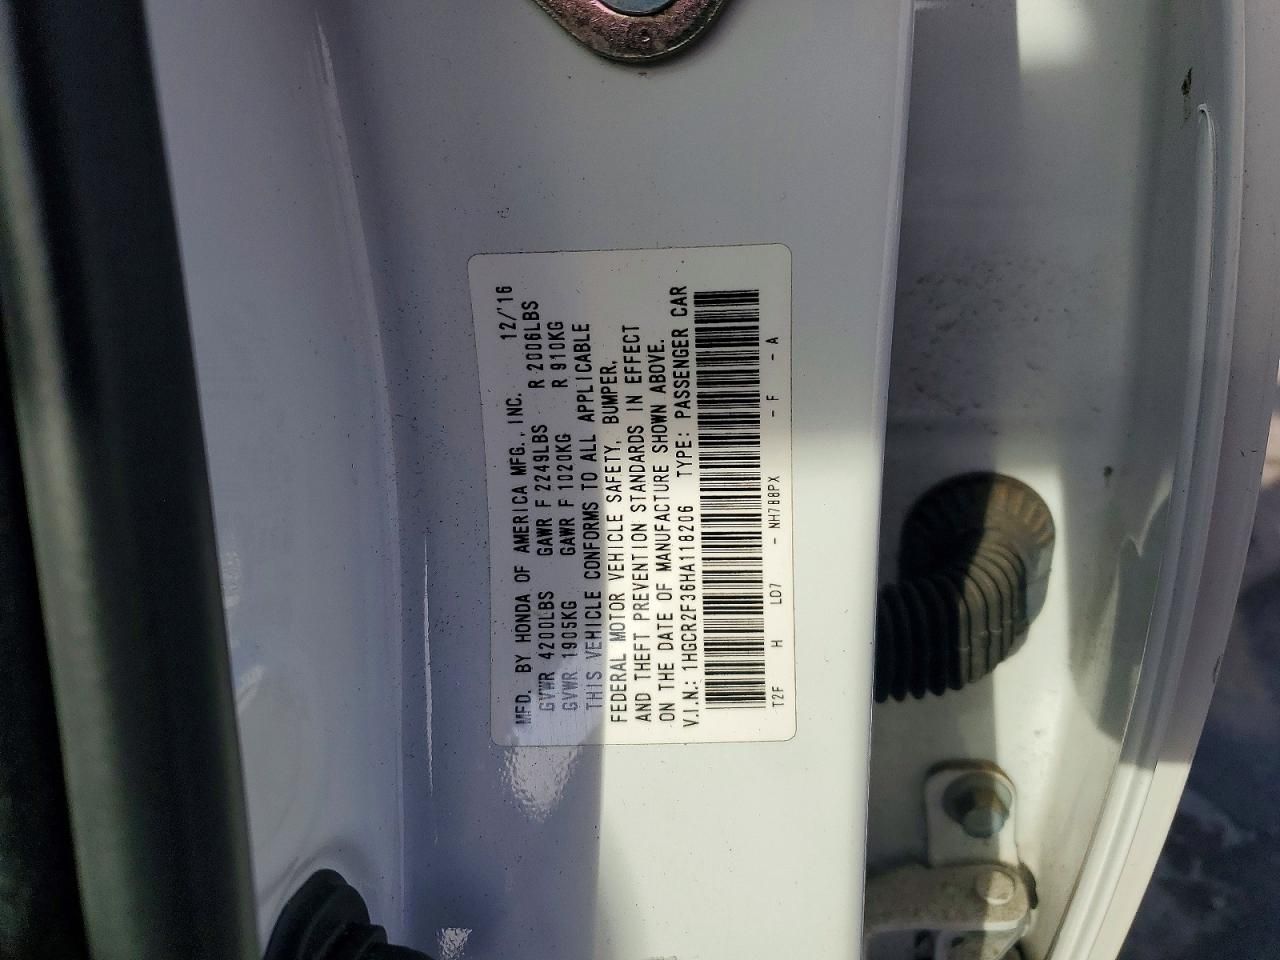 MFD. BY HONDA OF AMERICA MFG., INC. 12/'16
GVWR 4200LBS GAWR F 2249LBS R 2006LBS
GVWR 1905KG GAWR F 1020KG R 910KG
THIS VEHICLE CONFORMS TO ALL APPLICABLE
FEDERAL MOTOR VEHICLE SAFETY, BUMPER,
AND THEFT PREVENTION STANDARDS IN EFFECT
ON THE DATE OF MANUFACTURE SHOWN ABOVE.
V.I.N.: 1HGCR2F36HA118206 TYPE: PASSENGER CAR
T2F H LD7 - NH788PX - F - A